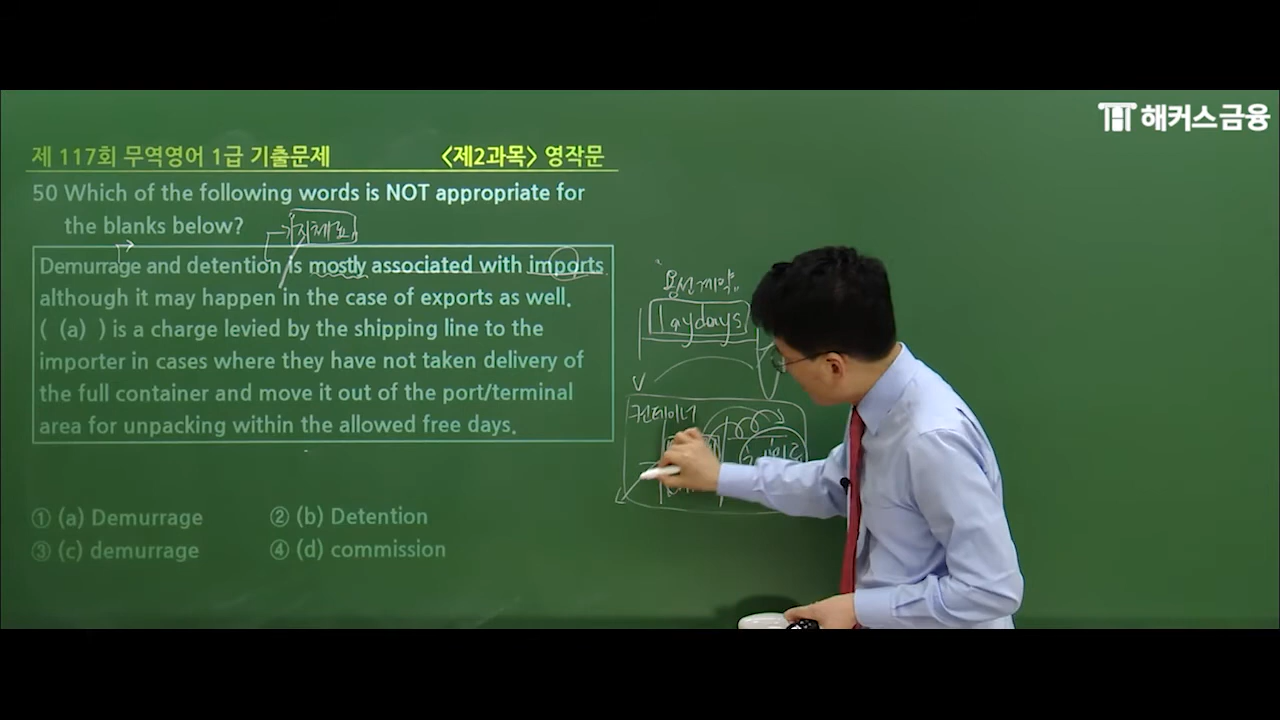 해커스금융
제 117회 무역영어 1급 기출문제 <제2과목> 영작문
50 Which of the following words is NOT appropriate for
the blanks below?
Demurrage and detention is mostly associated with imports
although it may happen in the case of exports as well.
( (a) ) is a charge levied by the shipping line to the
importer in cases where they have not taken delivery of
the full container and move it out of the port/terminal
area for unpacking within the allowed free days.
① (a) Demurrage ② (b) Detention
③ (c) demurrage ④ (d) commission
용선계약
laydays
컨테이너